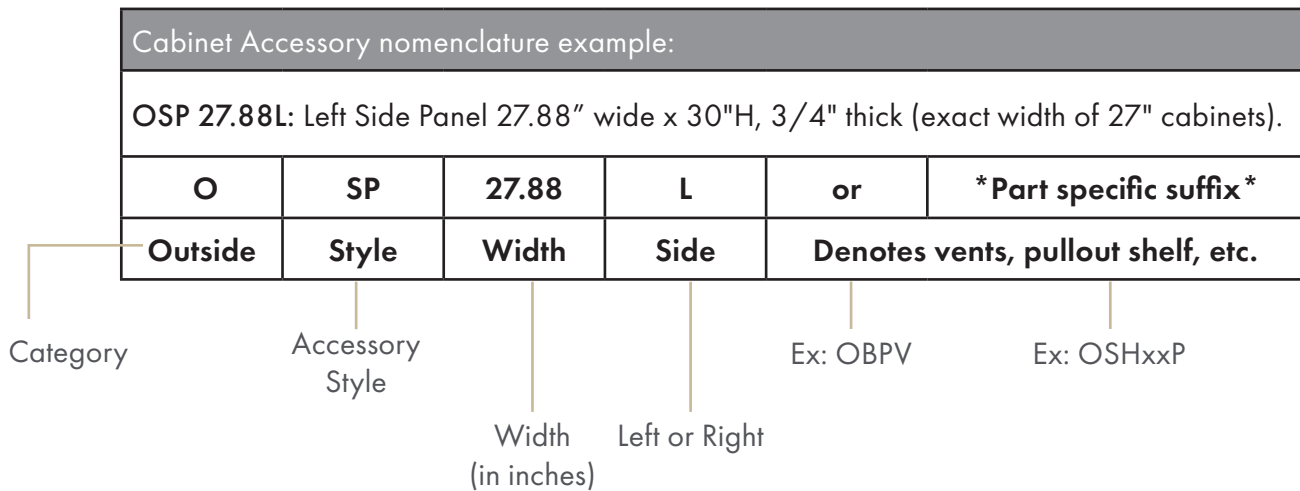 Cabinet Accessory nomenclature example:
OSP 27.88L: Left Side Panel 27.88” wide x 30"H, 3/4" thick (exact width of 27" cabinets).
O SP 27.88 L or *Part specific suffix*
Outside Style Width Side Denotes vents, pullout shelf, etc.
Category
Accessory
Style
Ex: OBPV
Ex: OSHxxP
Width
(in inches)
Left or Right